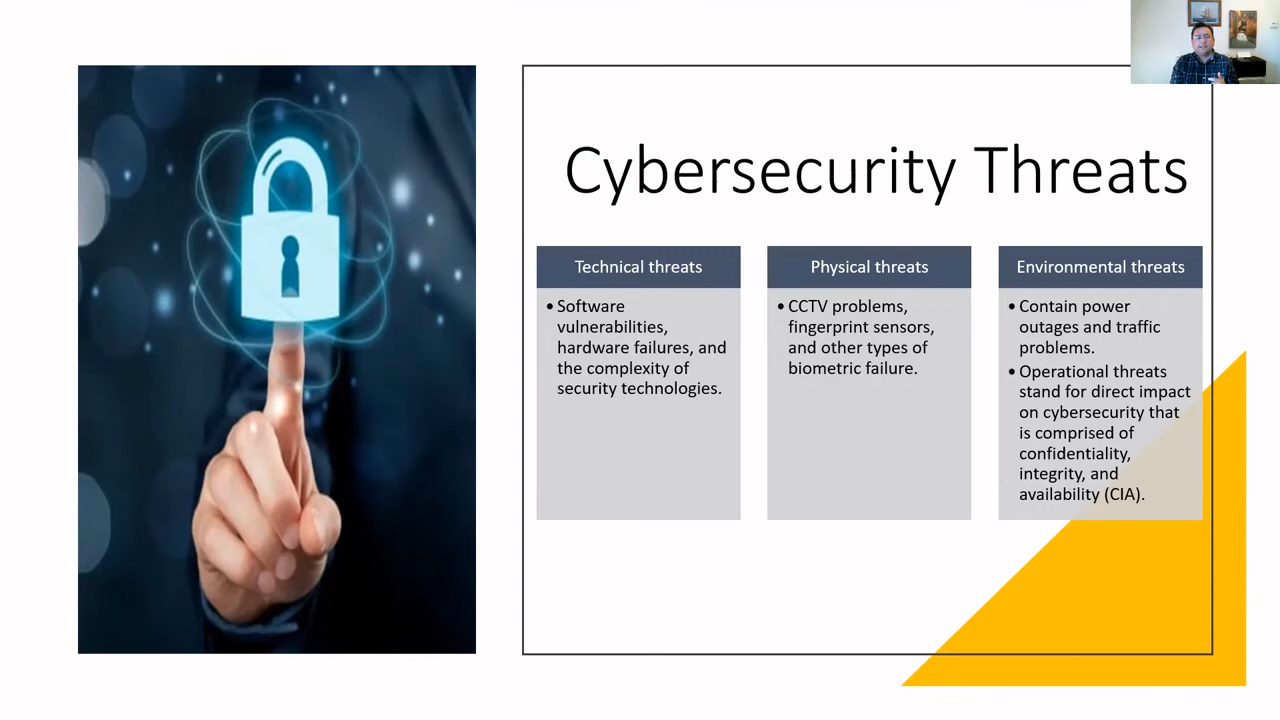 Cybersecurity Threats
Technical threats
• Software
vulnerabilities,
hardware failures, and
the complexity of
security technologies.
Physical threats
• CCTV problems,
fingerprint sensors,
and other types of
biometric failure.
Environmental threats
• Contain power
outages and traffic
problems.
• Operational threats
stand for direct impact
on cybersecurity that
is comprised of
confidentiality,
integrity, and
availability (CIA).